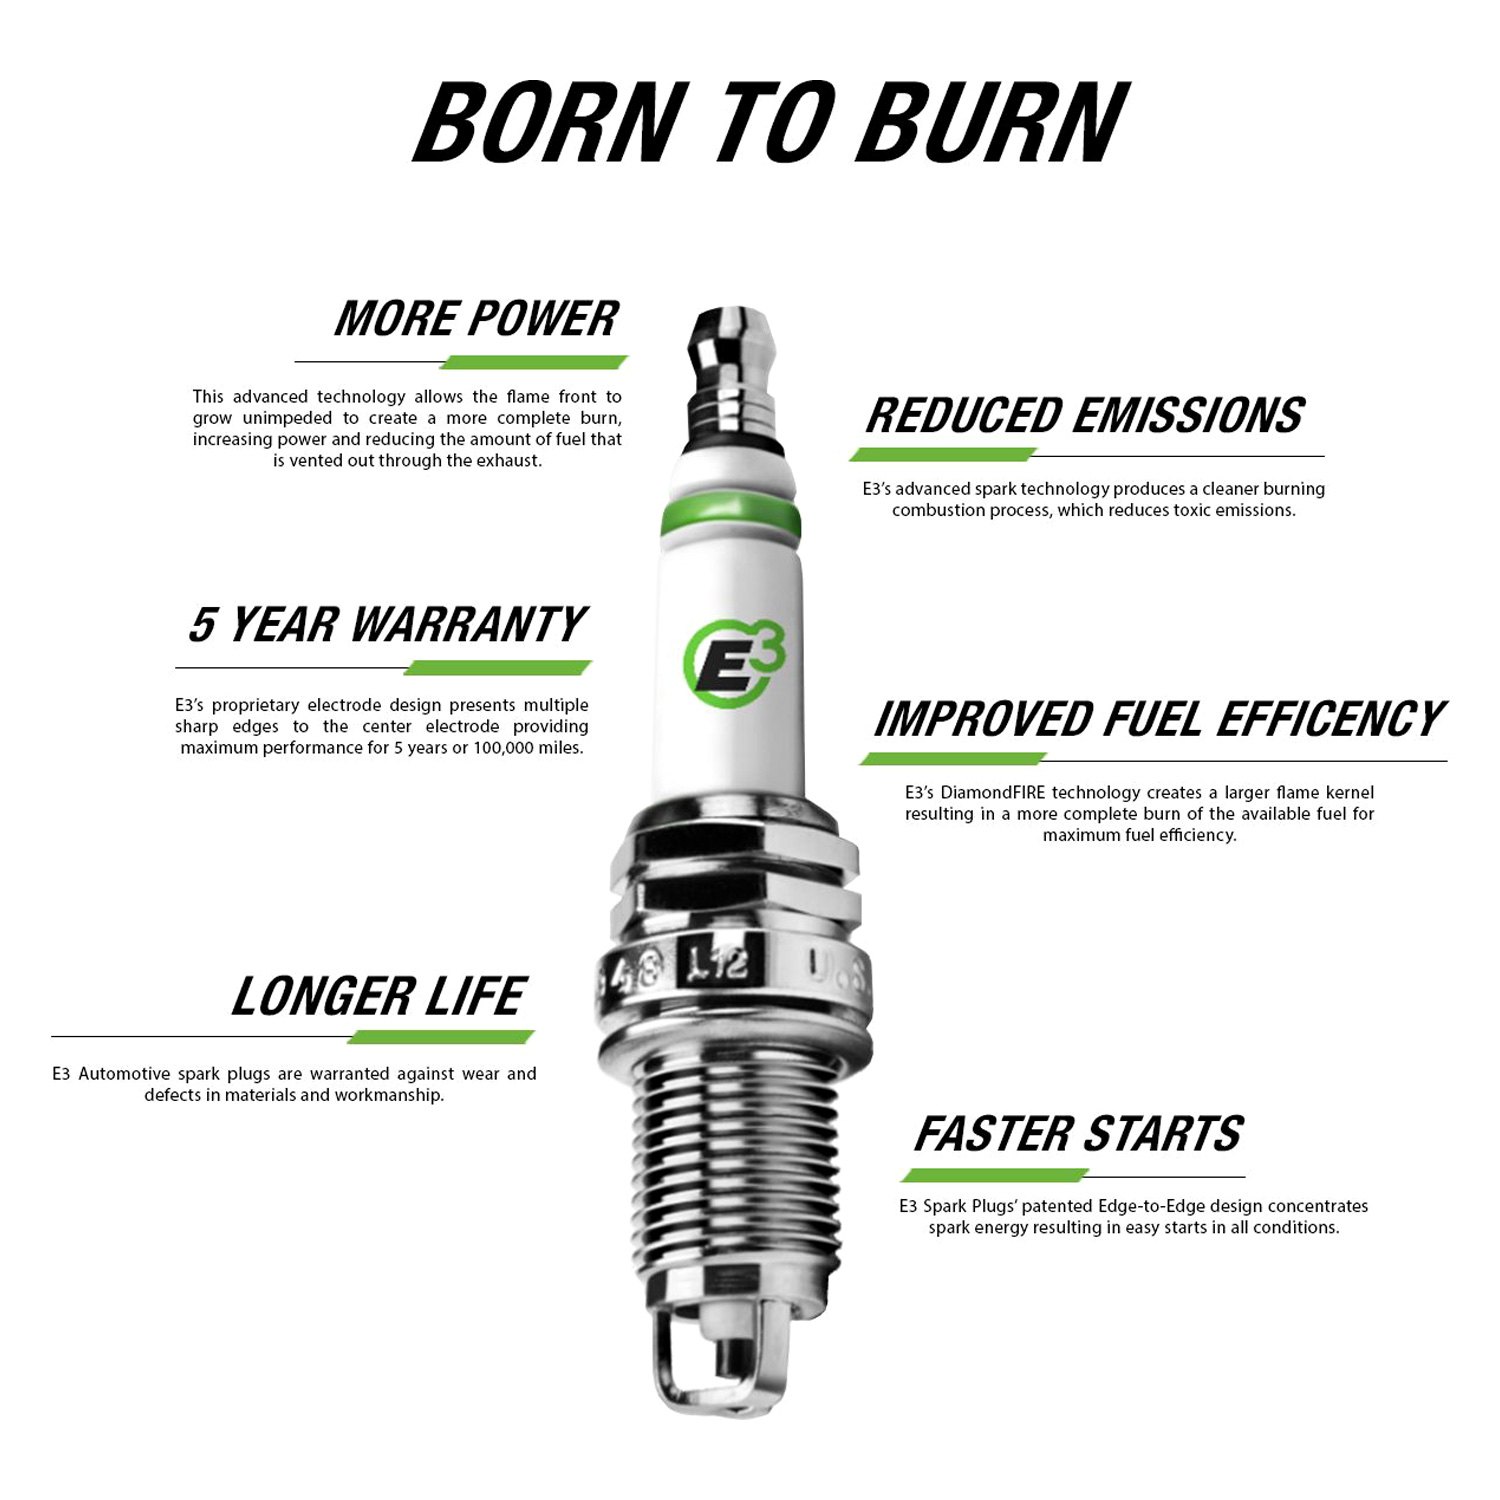 BORN TO BURN
MORE POWER
This advanced technology allows the flame front to
grow unimpeded to create a more complete burn,
increasing power and reducing the amount of fuel that
is vented out through the exhaust.
REDUCED EMISSIONS
E3's advanced spark technology produces a cleaner burning
combustion process, which reduces toxic emissions.
5 YEAR WARRANTY
E3's proprietary electrode design presents multiple
sharp edges to the center electrode providing
maximum performance for 5 years or 100,000 miles.
E3
IMPROVED FUEL EFFICENCY
E3's DiamondFIRE technology creates a larger flame kernel
resulting in a more complete burn of the available fuel for
maximum fuel efficiency.
48 L12 U.S.
LONGER LIFE
E3 Automotive spark plugs are warranted against wear and
defects in materials and workmanship.
FASTER STARTS
E3 Spark Plugs' patented Edge-to-Edge design concentrates
spark energy resulting in easy starts in all conditions.